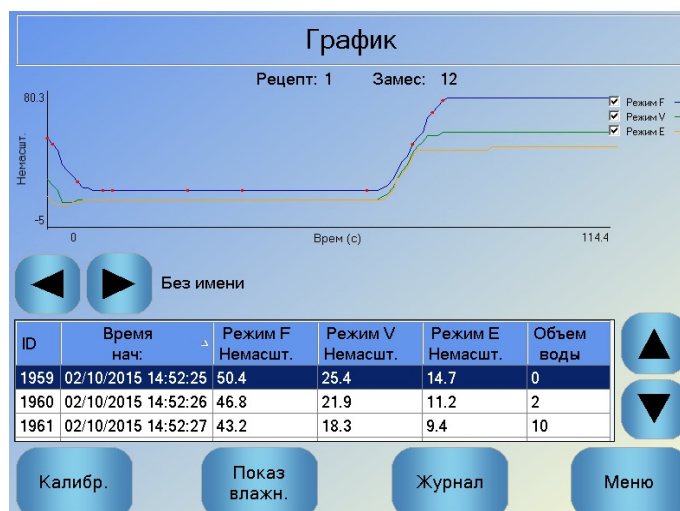 График
Рецепт: 1 Замес: 12
80.3
Немасшт.
-5
0
Врем (с)
114.4
Режим F
Режим V
Режим E
Без имени
ID Время нач: Режим F Немасшт. Режим V Немасшт. Режим E Немасшт. Объем воды
1959 02/10/2015 14:52:25 50.4 25.4 14.7 0
1960 02/10/2015 14:52:26 46.8 21.9 11.2 2
1961 02/10/2015 14:52:27 43.2 18.3 9.4 10
Калибр.
Показ
влажн.
Журнал
Меню